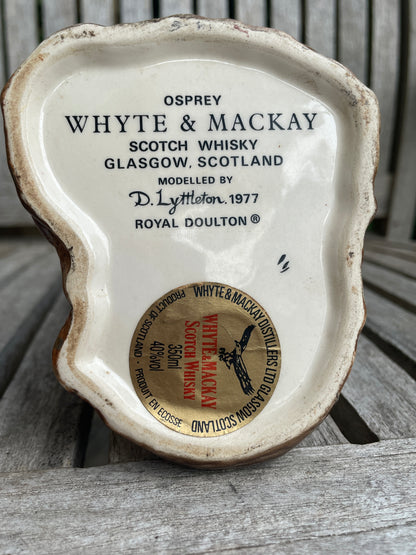 OSPREY
WHYTE & MACKAY
SCOTCH WHISKY
GLASGOW, SCOTLAND
MODELLED BY
D. Lyttleton. 1977
ROYAL DOULTON ®
WHYTE & MACKAY DISTILLERS LTD GLASGOW SCOTLAND
PRODUCT OF SCOTLAND - PRODUIT EN ECOSSE
WHYTE & MACKAY
SCOTCH WHISKY
350ml
40%vol